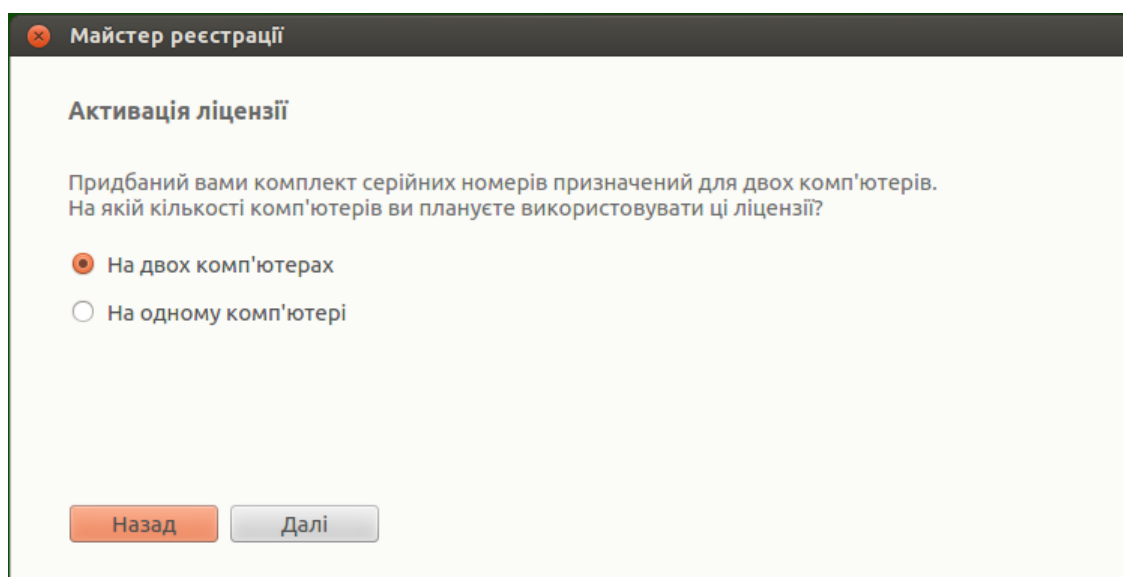 Майстер реєстрації
Активація ліцензії
Придбаний вами комплект серійних номерів призначений для двох комп'ютерів.
На якій кількості комп'ютерів ви плануєте використовувати ці ліцензії?
На двох комп'ютерах
На одному комп'ютері
Назад Далі